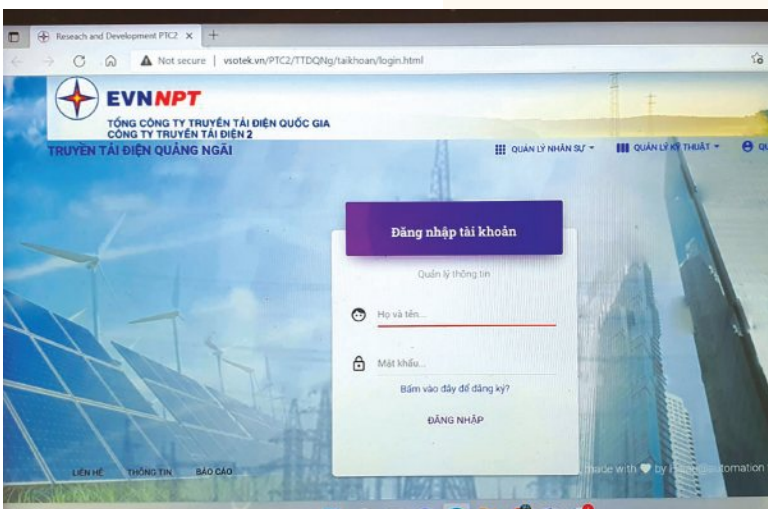 Reseach and Development PTC2
Not secure | vsotek.vn/PTC2/TTDQNg/taikhoan/login.html
EVNNPT
TỔNG CÔNG TY TRUYỀN TẢI ĐIỆN QUỐC GIA
CÔNG TY TRUYỀN TẢI ĐIỆN 2
TRUYỀN TẢI ĐIỆN QUẢNG NGÃI
QUẢN LÝ NHÂN SỰ
QUẢN LÝ KỸ THUẬT
Đăng nhập tài khoản
Quản lý thông tin
Họ và tên...
Mật khẩu...
Bấm vào đây để đăng ký?
ĐĂNG NHẬP
LIÊN HỆ THÔNG TIN BÁO CÁO
made with by
automation